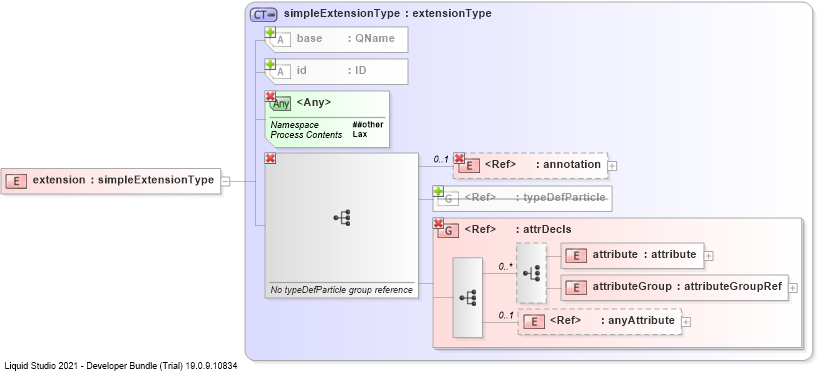 CT simpleExtensionType : extensionType
A base : QName
A id : ID
Any <Any>
Namespace ##other
Process Contents Lax
0..1 E <Ref> : annotation
E extension : simpleExtensionType
G <Ref> : typeDefParticle
G <Ref> : attrDecls
E attribute : attribute
0..*
E attributeGroup : attributeGroupRef
No typeDefParticle group reference
0..1 E <Ref> : anyAttribute
Liquid Studio 2021 - Developer Bundle (Trial) 19.0.9.10834